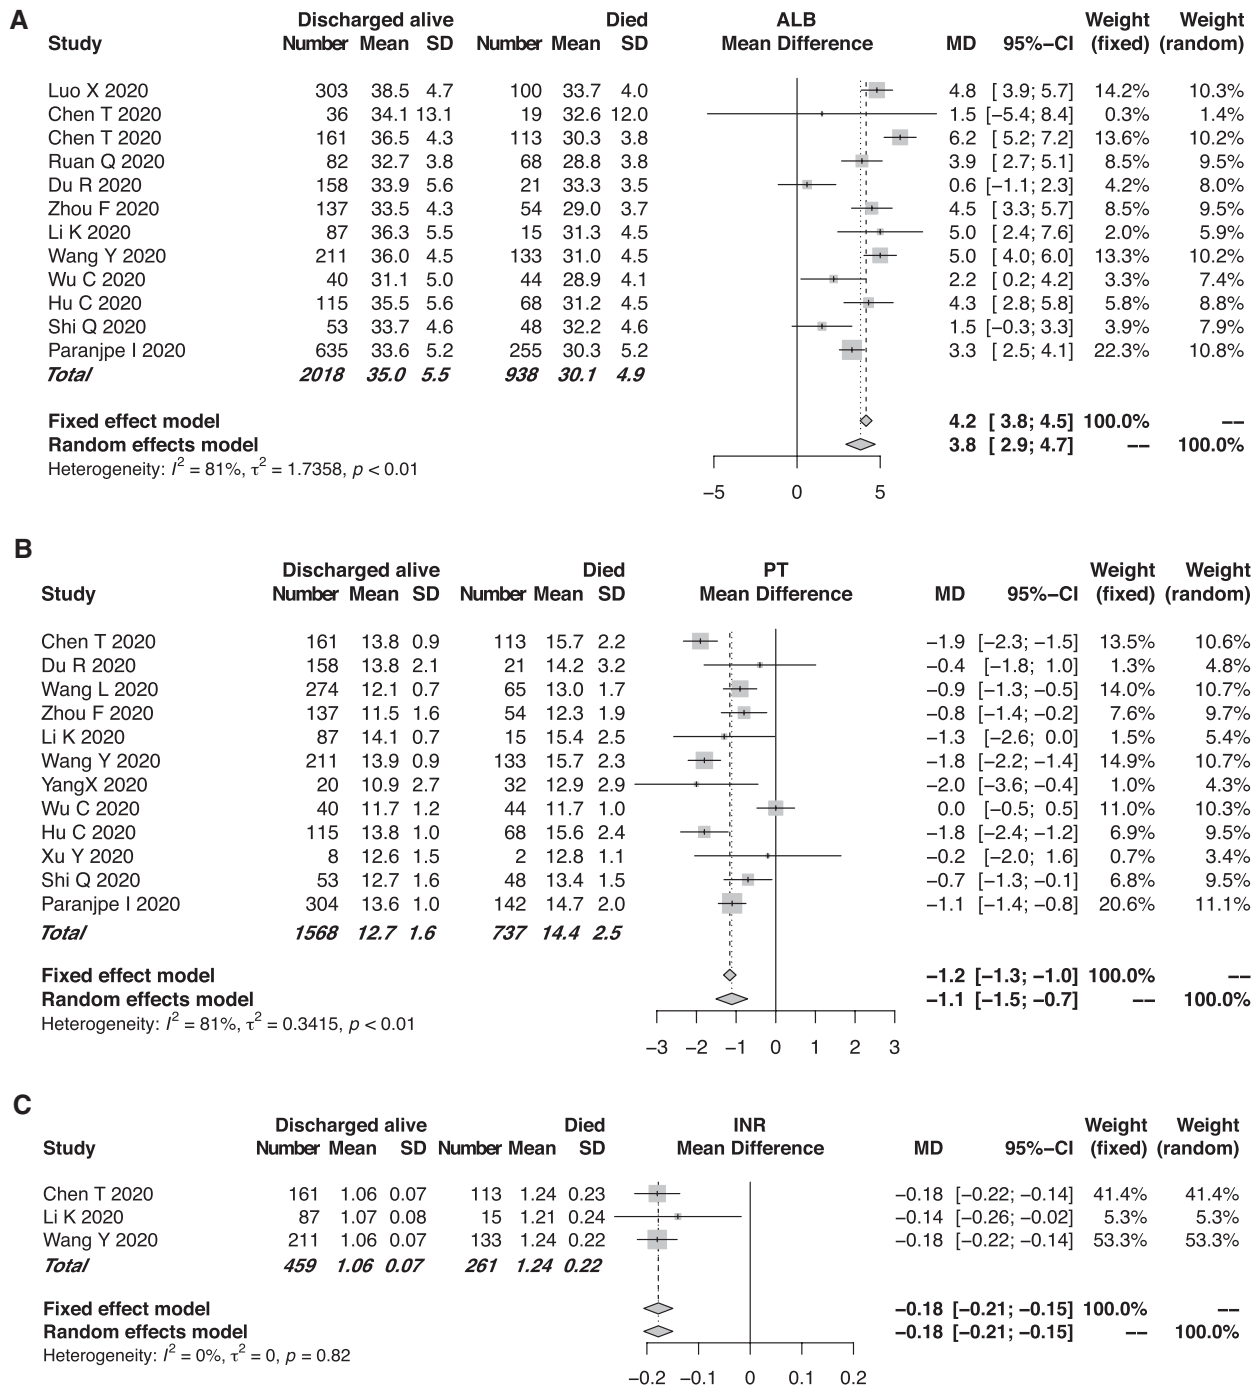 A
Discharged alive Died ALB Weight Weight
Study Number Mean SD Number Mean SD Mean Difference MD 95%−CI (fixed) (random)
Luo X 2020 303 38.5 4.7 100 33.7 4.0 4.8 [ 3.9; 5.7] 14.2% 10.3%
Chen T 2020 36 34.1 13.1 19 32.6 12.0 1.5 [−5.4; 8.4] 0.3% 1.4%
Chen T 2020 161 36.5 4.3 113 30.3 3.8 6.2 [ 5.2; 7.2] 13.6% 10.2%
Ruan Q 2020 82 32.7 3.8 68 28.8 3.8 3.9 [ 2.7; 5.1] 8.5% 9.5%
Du R 2020 158 33.9 5.6 21 33.3 3.5 0.6 [−1.1; 2.3] 4.2% 8.0%
Zhou F 2020 137 33.5 4.3 54 29.0 3.7 4.5 [ 3.3; 5.7] 8.5% 9.5%
Li K 2020 87 36.3 5.5 15 31.3 4.5 5.0 [ 2.4; 7.6] 2.0% 5.9%
Wang Y 2020 211 36.0 4.5 133 31.0 4.5 5.0 [ 4.0; 6.0] 13.3% 10.2%
Wu C 2020 40 31.1 5.0 44 28.9 4.1 2.2 [ 0.2; 4.2] 3.3% 7.4%
Hu C 2020 115 35.5 5.6 68 31.2 4.5 4.3 [ 2.8; 5.8] 5.8% 8.8%
Shi Q 2020 53 33.7 4.6 48 32.2 4.6 1.5 [−0.3; 3.3] 3.9% 7.9%
Paranjpe I 2020 635 33.6 5.2 255 30.3 5.2 3.3 [ 2.5; 4.1] 22.3% 10.8%
Total 2018 35.0 5.5 938 30.1 4.9
Fixed effect model 4.2 [ 3.8; 4.5] 100.0% −−
Random effects model 3.8 [ 2.9; 4.7] −− 100.0%
Heterogeneity: I² = 81%, τ² = 1.7358, p < 0.01
−5 0 5
B
Discharged alive Died PT Weight Weight
Study Number Mean SD Number Mean SD Mean Difference MD 95%−CI (fixed) (random)
Chen T 2020 161 13.8 0.9 113 15.7 2.2 −1.9 [−2.3; −1.5] 13.5% 10.6%
Du R 2020 158 13.8 2.1 21 14.2 3.2 −0.4 [−1.8; 1.0] 1.3% 4.8%
Wang L 2020 274 12.1 0.7 65 13.0 1.7 −0.9 [−1.3; −0.5] 14.0% 10.7%
Zhou F 2020 137 11.5 1.6 54 12.3 1.9 −0.8 [−1.4; −0.2] 7.6% 9.7%
Li K 2020 87 14.1 0.7 15 15.4 2.5 −1.3 [−2.6; 0.0] 1.5% 5.4%
Wang Y 2020 211 13.9 0.9 133 15.7 2.3 −1.8 [−2.2; −1.4] 14.9% 10.7%
YangX 2020 20 10.9 2.7 32 12.9 2.9 −2.0 [−3.6; −0.4] 1.0% 4.3%
Wu C 2020 40 11.7 1.2 44 11.7 1.0 0.0 [−0.5; 0.5] 11.0% 10.3%
Hu C 2020 115 13.8 1.0 68 15.6 2.4 −1.8 [−2.4; −1.2] 6.9% 9.5%
Xu Y 2020 8 12.6 1.5 2 12.8 1.1 −0.2 [−2.0; 1.6] 0.7% 3.4%
Shi Q 2020 53 12.7 1.6 48 13.4 1.5 −0.7 [−1.3; −0.1] 6.8% 9.5%
Paranjpe I 2020 304 13.6 1.0 142 14.7 2.0 −1.1 [−1.4; −0.8] 20.6% 11.1%
Total 1568 12.7 1.6 737 14.4 2.5
Fixed effect model −1.2 [−1.3; −1.0] 100.0% −−
Random effects model −1.1 [−1.5; −0.7] −− 100.0%
Heterogeneity: I² = 81%, τ² = 0.3415, p < 0.01
−3 −2 −1 0 1 2 3
C
Discharged alive Died INR Weight Weight
Study Number Mean SD Number Mean SD Mean Difference MD 95%−CI (fixed) (random)
Chen T 2020 161 1.06 0.07 113 1.24 0.23 −0.18 [−0.22; −0.14] 41.4% 41.4%
Li K 2020 87 1.07 0.08 15 1.21 0.24 −0.14 [−0.26; −0.02] 5.3% 5.3%
Wang Y 2020 211 1.06 0.07 133 1.24 0.22 −0.18 [−0.22; −0.14] 53.3% 53.3%
Total 459 1.06 0.07 261 1.24 0.22
Fixed effect model −0.18 [−0.21; −0.15] 100.0% −−
Random effects model −0.18 [−0.21; −0.15] −− 100.0%
Heterogeneity: I² = 0%, τ² = 0, p = 0.82
−0.2 −0.1 0 0.1 0.2